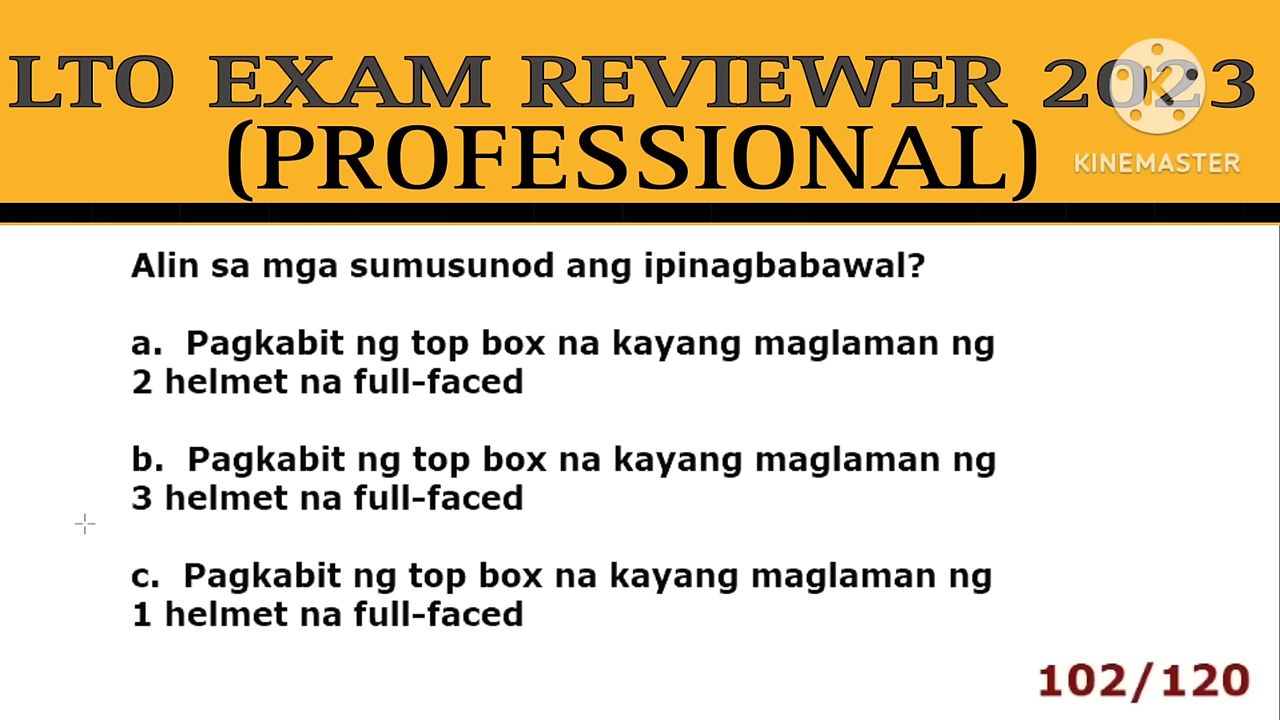 LTO EXAM REVIEWER 2023
(PROFESSIONAL)
KINEMASTER
Alin sa mga sumusunod ang ipinagbabawal?
a. Pagkabit ng top box na kayang maglaman ng
2 helmet na full-faced
b. Pagkabit ng top box na kayang maglaman ng
3 helmet na full-faced
c. Pagkabit ng top box na kayang maglaman ng
1 helmet na full-faced
102/120